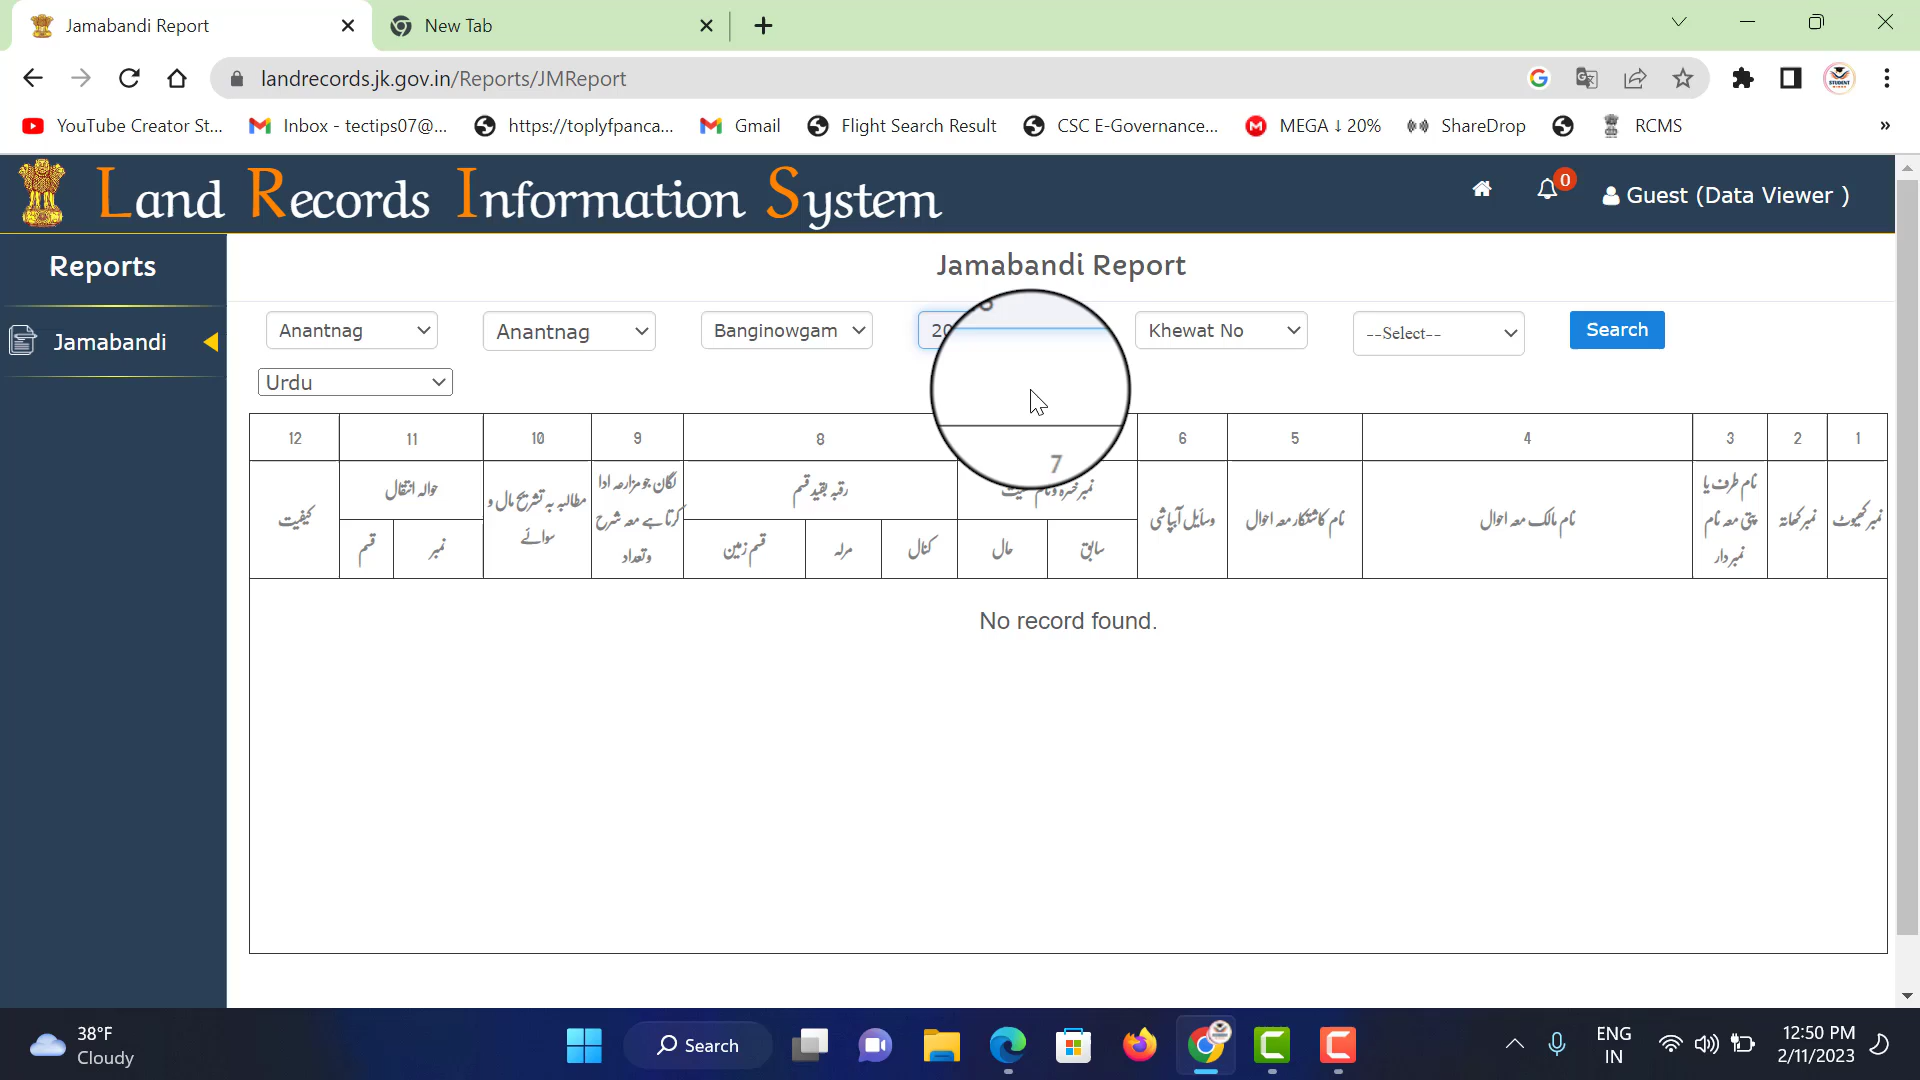 Jamabandi Report
New Tab
landrecords.jk.gov.in/Reports/JMReport
YouTube Creator St...
Inbox - tectips07@...
https://toplyfpanca...
Gmail
Flight Search Result
CSC E-Governance...
MEGA ↓ 20%
ShareDrop
RCMS
»
Land Records Information System
0
Guest (Data Viewer )
Reports
Jamabandi
Jamabandi Report
Anantnag
Anantnag
Banginowgam
20
Khewat No
--Select--
Search
Urdu
12 11 10 9 8 7 6 5 4 3 2 1
نمبر کھیوٹ
نمبر کھاتہ
نام طرف یا
پتی معہ نام
نمبر دار
نام مالک معہ احوال
نام کاشتکار معہ احوال
وسائیل آبپاشی
سابق
حال
رقبہ بقید قسم
کنال
مرلہ
قسم زمین
لگان جو مزارعہ ادا
کرتا ہے معہ شرح
و تعداد
مطالبہ بہ تشریح مال و
سوائے
حوالہ انتقال
نمبر
قسم
کیفیت
No record found.
38°F
Cloudy
Search
ENG
IN
12:50 PM
2/11/2023